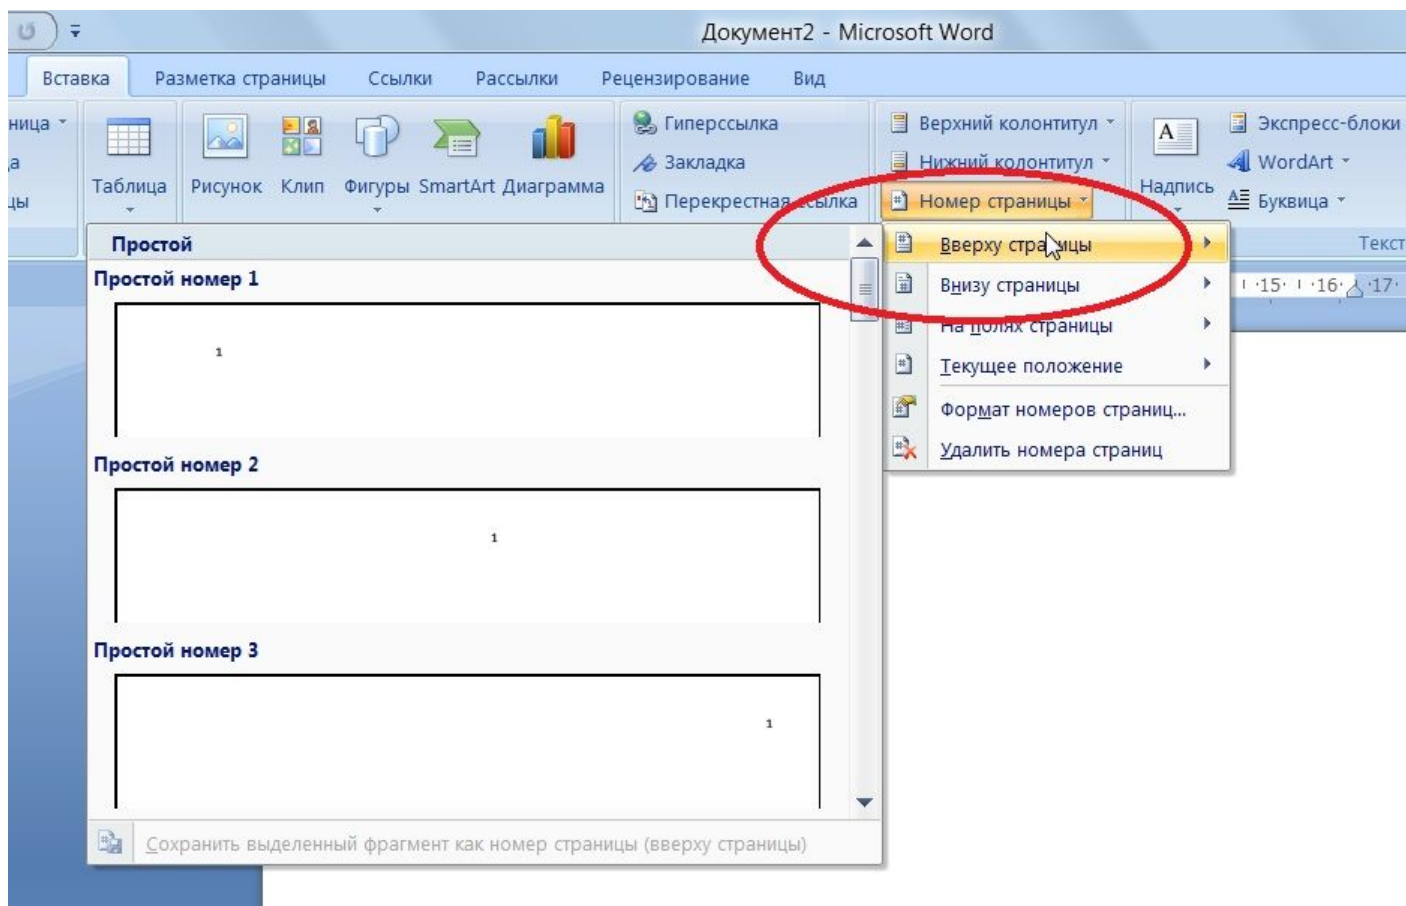 Документ2 - Microsoft Word
Вставка Разметка страницы Ссылки Рассылки Рецензирование Вид
Таблица
Рисунок
Клип
Фигуры
SmartArt
Диаграмма
Гиперссылка
Закладка
Перекрестная ссылка
Верхний колонтитул
Нижний колонтитул
Номер страницы
Надпись
A
Экспресс-блоки
WordArt
Буквица
Текст
15 16 17
Вверху страницы
Внизу страницы
На полях страницы
Текущее положение
Формат номеров страниц...
Удалить номера страниц
Простой
Простой номер 1
1
Простой номер 2
1
Простой номер 3
1
Сохранить выделенный фрагмент как номер страницы (вверху страницы)